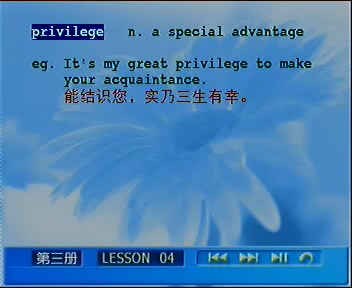 privilege n. a special advantage
eg. It's my great privilege to make
your acquaintance.
能结识您，实乃三生有幸。
第三册 LESSON 04